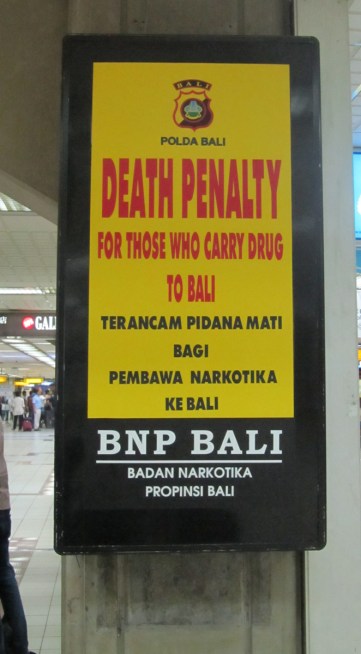 BALI
POLDA BALI
DEATH PENALTY
FOR THOSE WHO CARRY DRUG
TO BALI
TERANCAM PIDANA MATI
BAGI
PEMBAWA NARKOTIKA
KE BALI
BNP BALI
BADAN NARKOTIKA
PROPINSI BALI